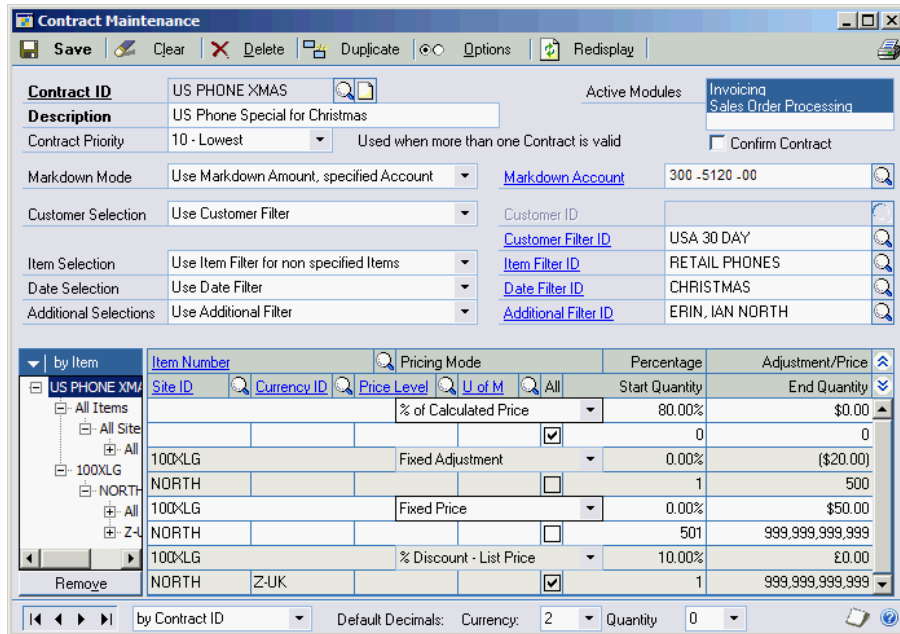 Contract Maintenance
Save Clear Delete Duplicate Options Redisplay
Contract ID US PHONE XMAS Active Modules Invoicing
Sales Order Processing
Description US Phone Special for Christmas
Contract Priority 10 - Lowest Used when more than one Contract is valid Confirm Contract
Markdown Mode Use Markdown Amount, specified Account Markdown Account 300 -5120 -00
Customer Selection Use Customer Filter Customer ID
Customer Filter ID USA 30 DAY
Item Selection Use Item Filter for non specified Items Item Filter ID RETAIL PHONES
Date Selection Use Date Filter Date Filter ID CHRISTMAS
Additional Selections Use Additional Filter Additional Filter ID ERIN, IAN NORTH
by Item Item Number Pricing Mode Percentage Adjustment/Price
US PHONE XMA Site ID Currency ID Price Level U of M All Start Quantity End Quantity
All Items % of Calculated Price 80.00% $0.00
All Site 0 0
All 100XLG Fixed Adjustment 0.00% ($20.00)
100XLG
NORTH NORTH 1 500
All 100XLG Fixed Price 0.00% $50.00
Z-U NORTH 501 999,999,999,999
100XLG % Discount - List Price 10.00% £0.00
Remove NORTH Z-UK 1 999,999,999,999
by Contract ID Default Decimals: Currency: 2 Quantity 0